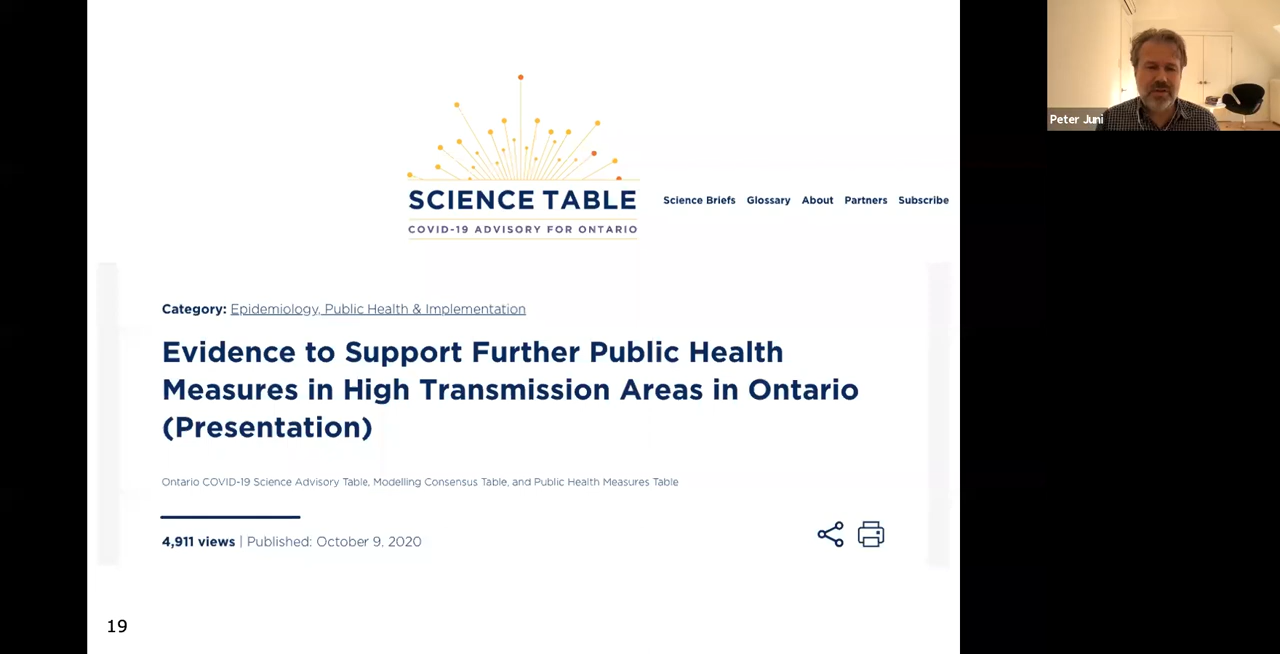 SCIENCE TABLE
COVID-19 ADVISORY FOR ONTARIO
Science Briefs Glossary About Partners Subscribe
Peter Juni
Category: Epidemiology, Public Health & Implementation
Evidence to Support Further Public Health
Measures in High Transmission Areas in Ontario
(Presentation)
Ontario COVID-19 Science Advisory Table, Modelling Consensus Table, and Public Health Measures Table
4,911 views | Published: October 9, 2020
19